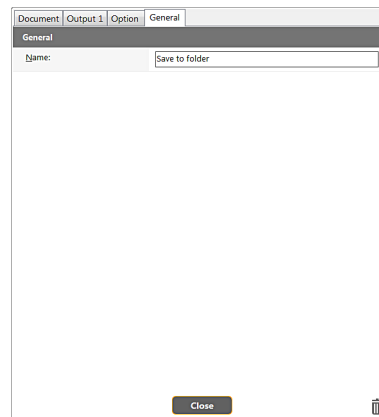 Document Output 1 Option General
General
Name: Save to folder
Close